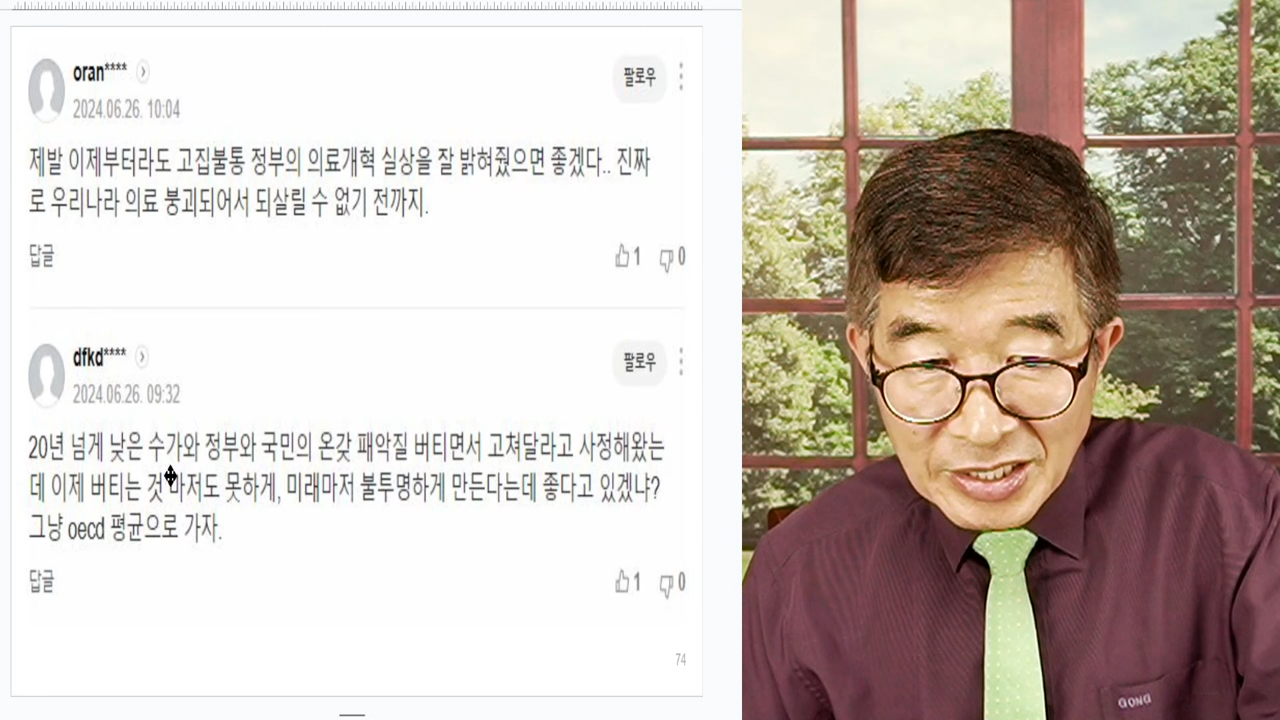 oran****
팔로우
2024.06.26. 10:04
제발 이제부터라도 고집불통 정부의 의료개혁 실상을 잘 밝혀줬으면 좋겠다.. 진짜
로 우리나라 의료 붕괴되어서 되살릴 수 없기 전까지.
답글
1 0
dfkd****
팔로우
2024.06.26. 09:32
20년 넘게 낮은 수가와 정부와 국민의 온갖 패악질 버티면서 고쳐달라고 사정해왔는
데 이제 버티는 것 마저도 못하게, 미래마저 불투명하게 만든다는데 좋다고 있겠냐?
그냥 oecd 평균으로 가자.
답글
1 0
74
GONG